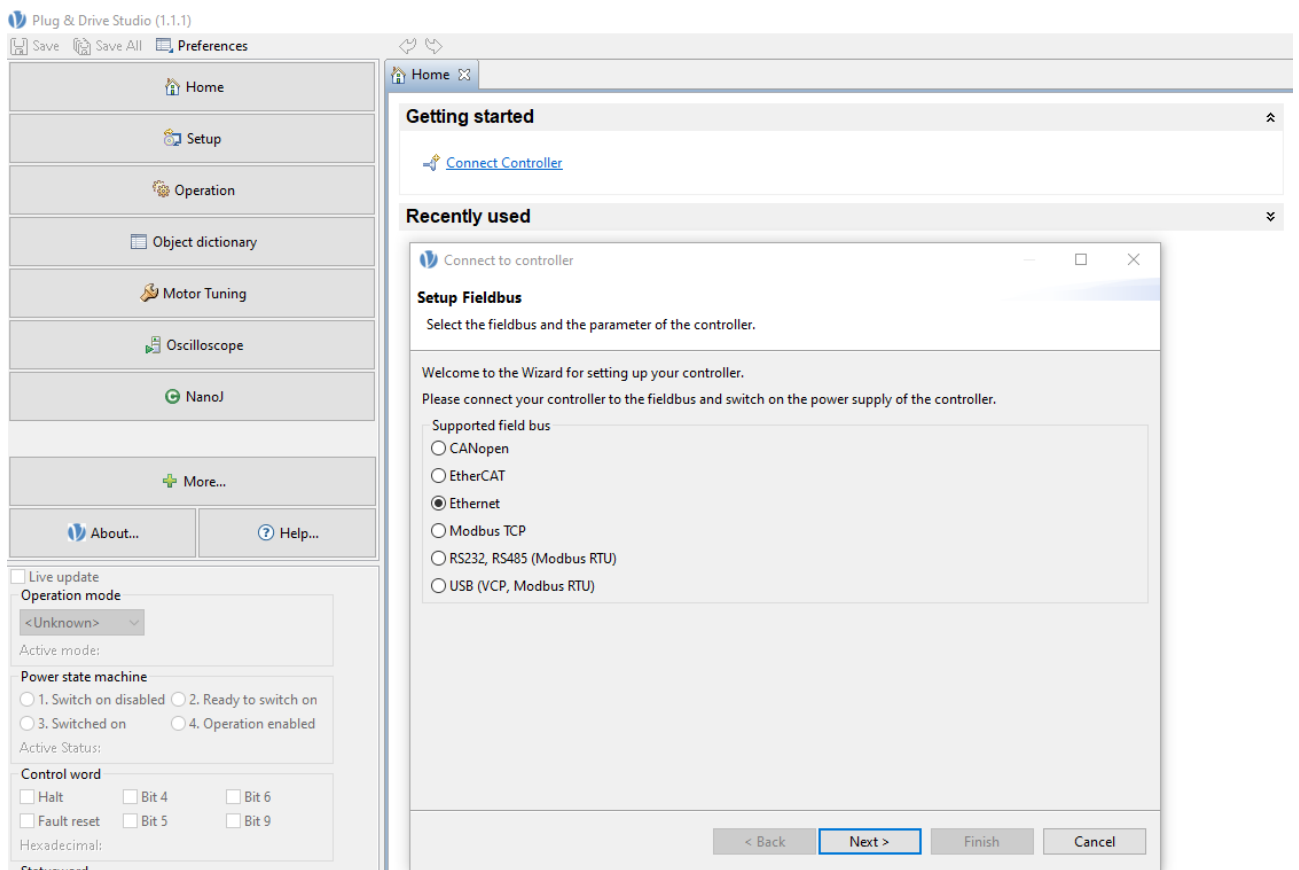 Plug & Drive Studio (1.1.1)
Save Save All Preferences
Home
Setup
Operation
Object dictionary
Motor Tuning
Oscilloscope
NanoJ
More...
About... Help...
Live update
Operation mode
<Unknown>
Active mode:
Power state machine
1. Switch on disabled 2. Ready to switch on
3. Switched on 4. Operation enabled
Active Status:
Control word
Halt Bit 4 Bit 6
Fault reset Bit 5 Bit 9
Hexadecimal:
Home
Getting started
Connect Controller
Recently used
Connect to controller
Setup Fieldbus
Select the fieldbus and the parameter of the controller.
Welcome to the Wizard for setting up your controller.
Please connect your controller to the fieldbus and switch on the power supply of the controller.
Supported field bus
CANopen
EtherCAT
Ethernet
Modbus TCP
RS232, RS485 (Modbus RTU)
USB (VCP, Modbus RTU)
< Back Next > Finish Cancel